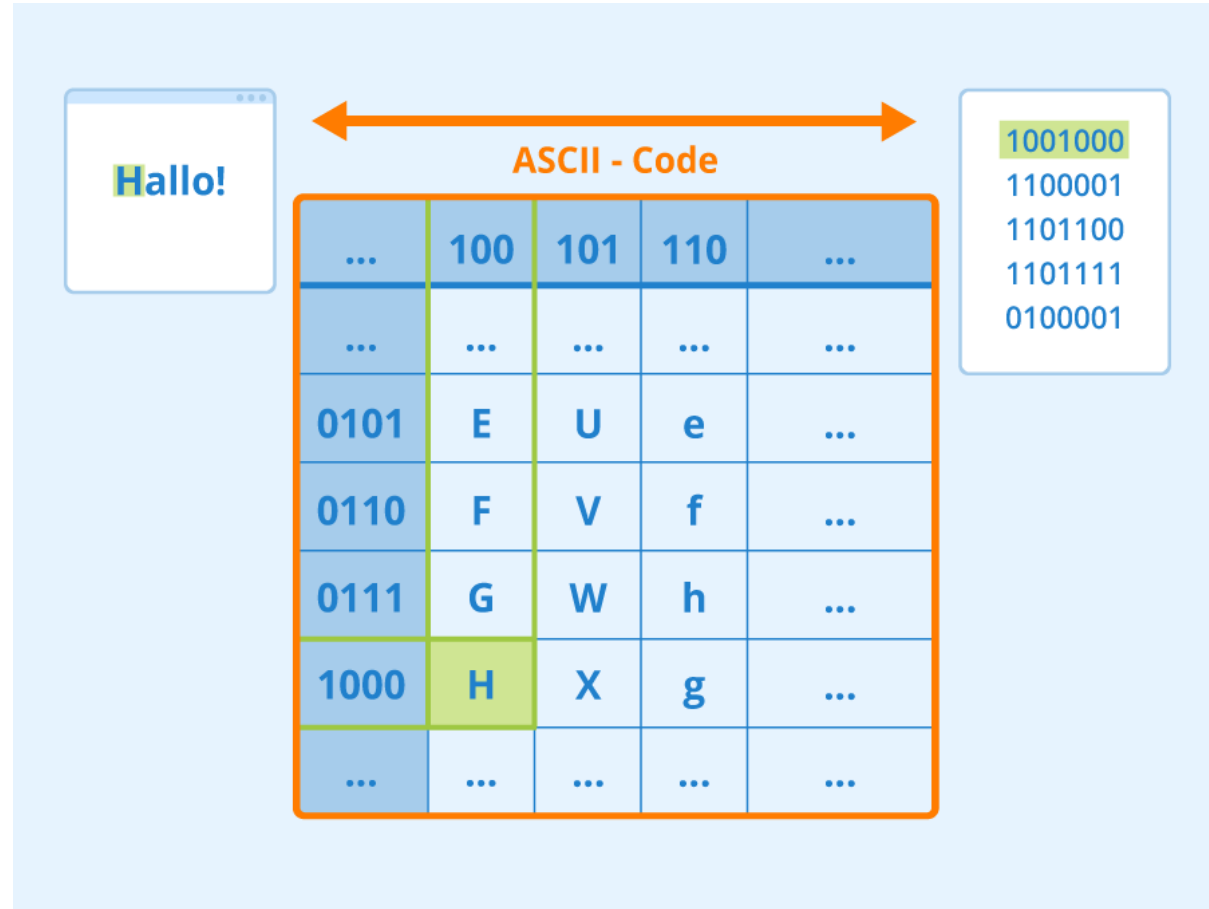 Hallo!
ASCII - Code
... 100 101 110 ...
... ... ... ... ...
0101 E U e ...
0110 F V f ...
0111 G W h ...
1000 H X g ...
... ... ... ... ...
1001000
1100001
1101100
1101111
0100001